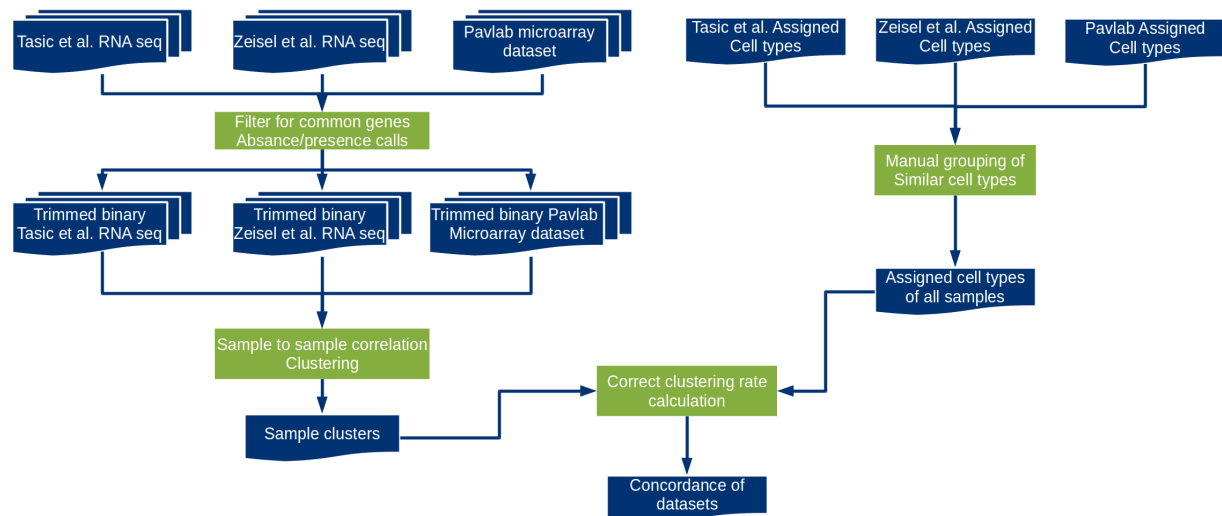 Tasic et al. RNA seq
Zeisel et al. RNA seq
Pavlab microarray
dataset
Tasic et al. Assigned
Cell types
Zeisel et al. Assigned
Cell types
Pavlab Assigned
Cell types
Filter for common genes
Absance/presence calls
Manual grouping of
Similar cell types
Trimmed binary
Tasic et al. RNA seq
Trimmed binary
Zeisel et al. RNA seq
Trimmed binary Pavlab
Microarray dataset
Assigned cell types
of all samples
Sample to sample correlation
Clustering
Correct clustering rate
calculation
Sample clusters
Concordance of
datasets